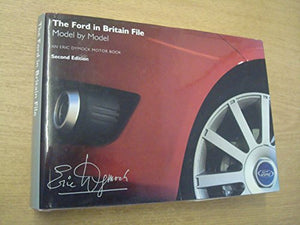 The Ford in Britain File
Model by Model
AN ERIC DYMOCK MOTOR BOOK
Second Edition
The Ford in Britain File
Eric Dymock
Ford